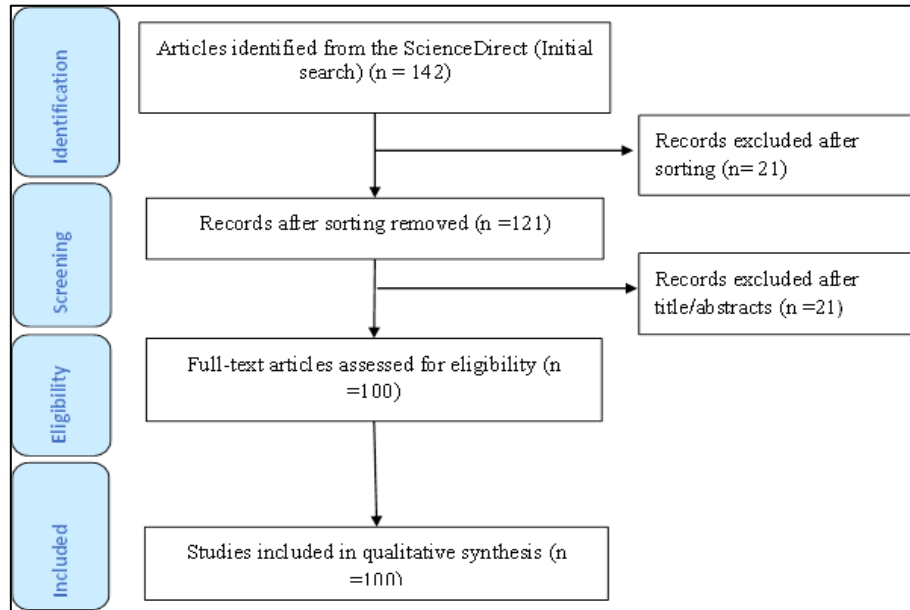 Identification
Articles identified from the ScienceDirect (Initial
search) (n = 142)
Records excluded after
sorting (n= 21)
Screening
Records after sorting removed (n =121)
Records excluded after
title/abstracts (n =21)
Eligibility
Full-text articles assessed for eligibility (n
=100)
Included
Studies included in qualitative synthesis (n
=100)